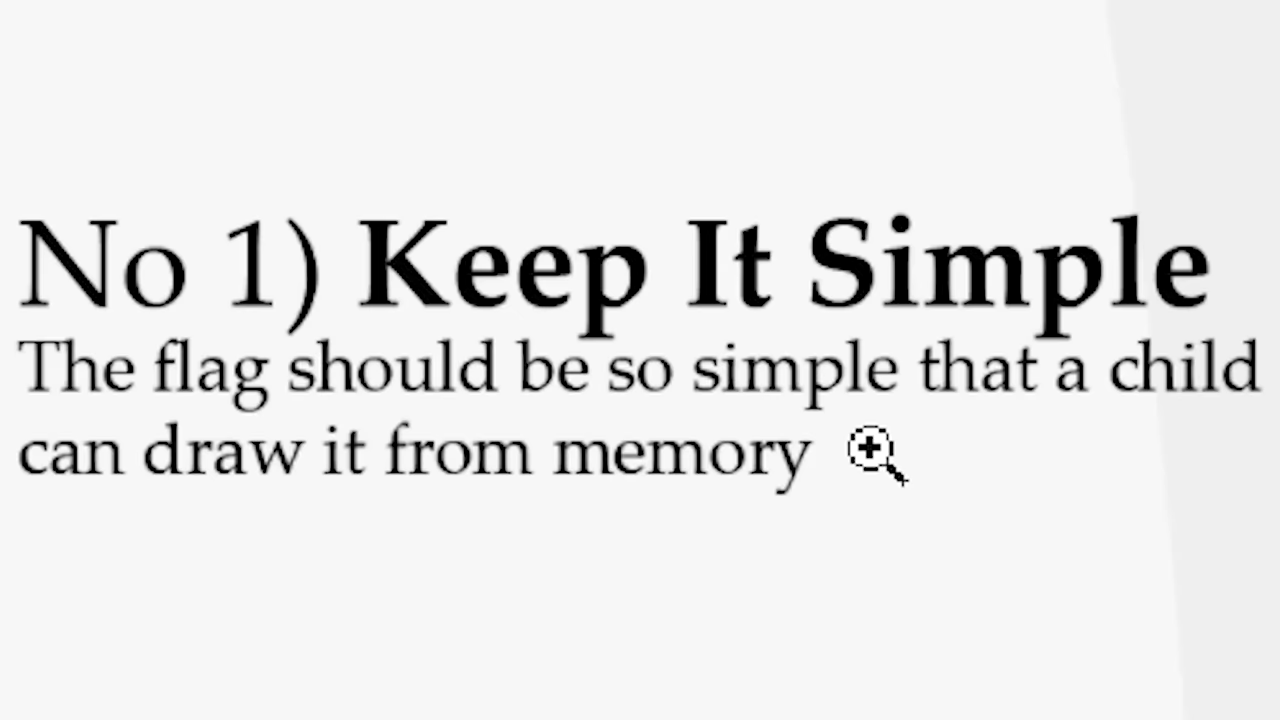 No 1) Keep It Simple
The flag should be so simple that a child
can draw it from memory